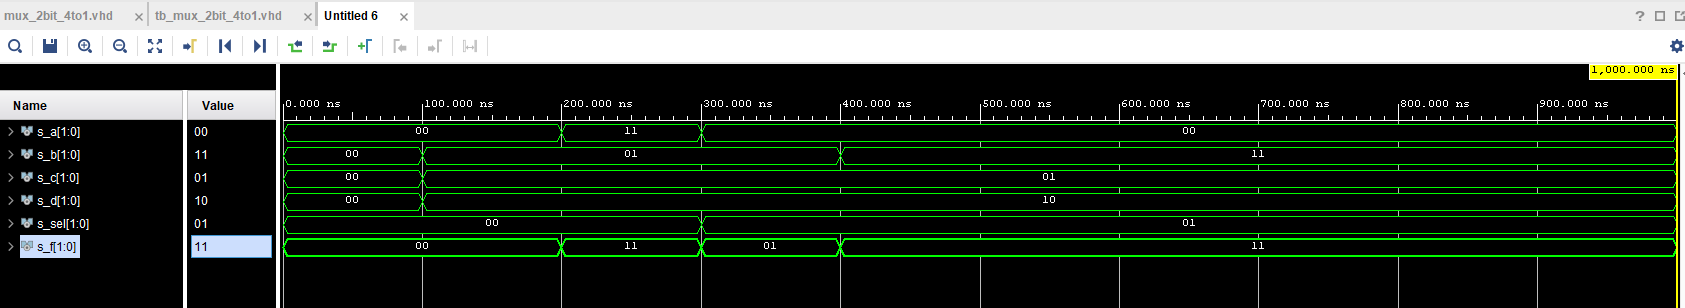 mux_2bit_4to1.vhd × tb_mux_2bit_4to1.vhd × Untitled 6 ×
?
1,000.000 ns
Name Value 0.000 ns 100.000 ns 200.000 ns 300.000 ns 400.000 ns 500.000 ns 600.000 ns 700.000 ns 800.000 ns 900.000 ns
s_a[1:0] 00 00 11 00
s_b[1:0] 11 00 01 11
s_c[1:0] 01 00 01
s_d[1:0] 10 00 10
s_sel[1:0] 01 00 01
s_f[1:0] 11 00 11 01 11